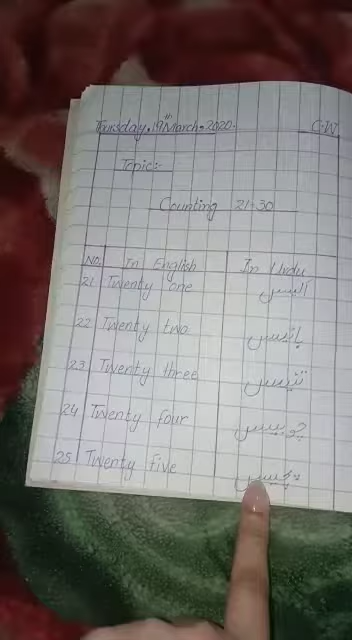 Thursday, 19th March, 2020.
C.W
Topic:-
Counting 21-30
No. In English In Urdu
21 Twenty one اکیس
22 Twenty two بائیس
23 Twenty three تئیس
24 Twenty four چوبیس
25 Twenty five پچیس